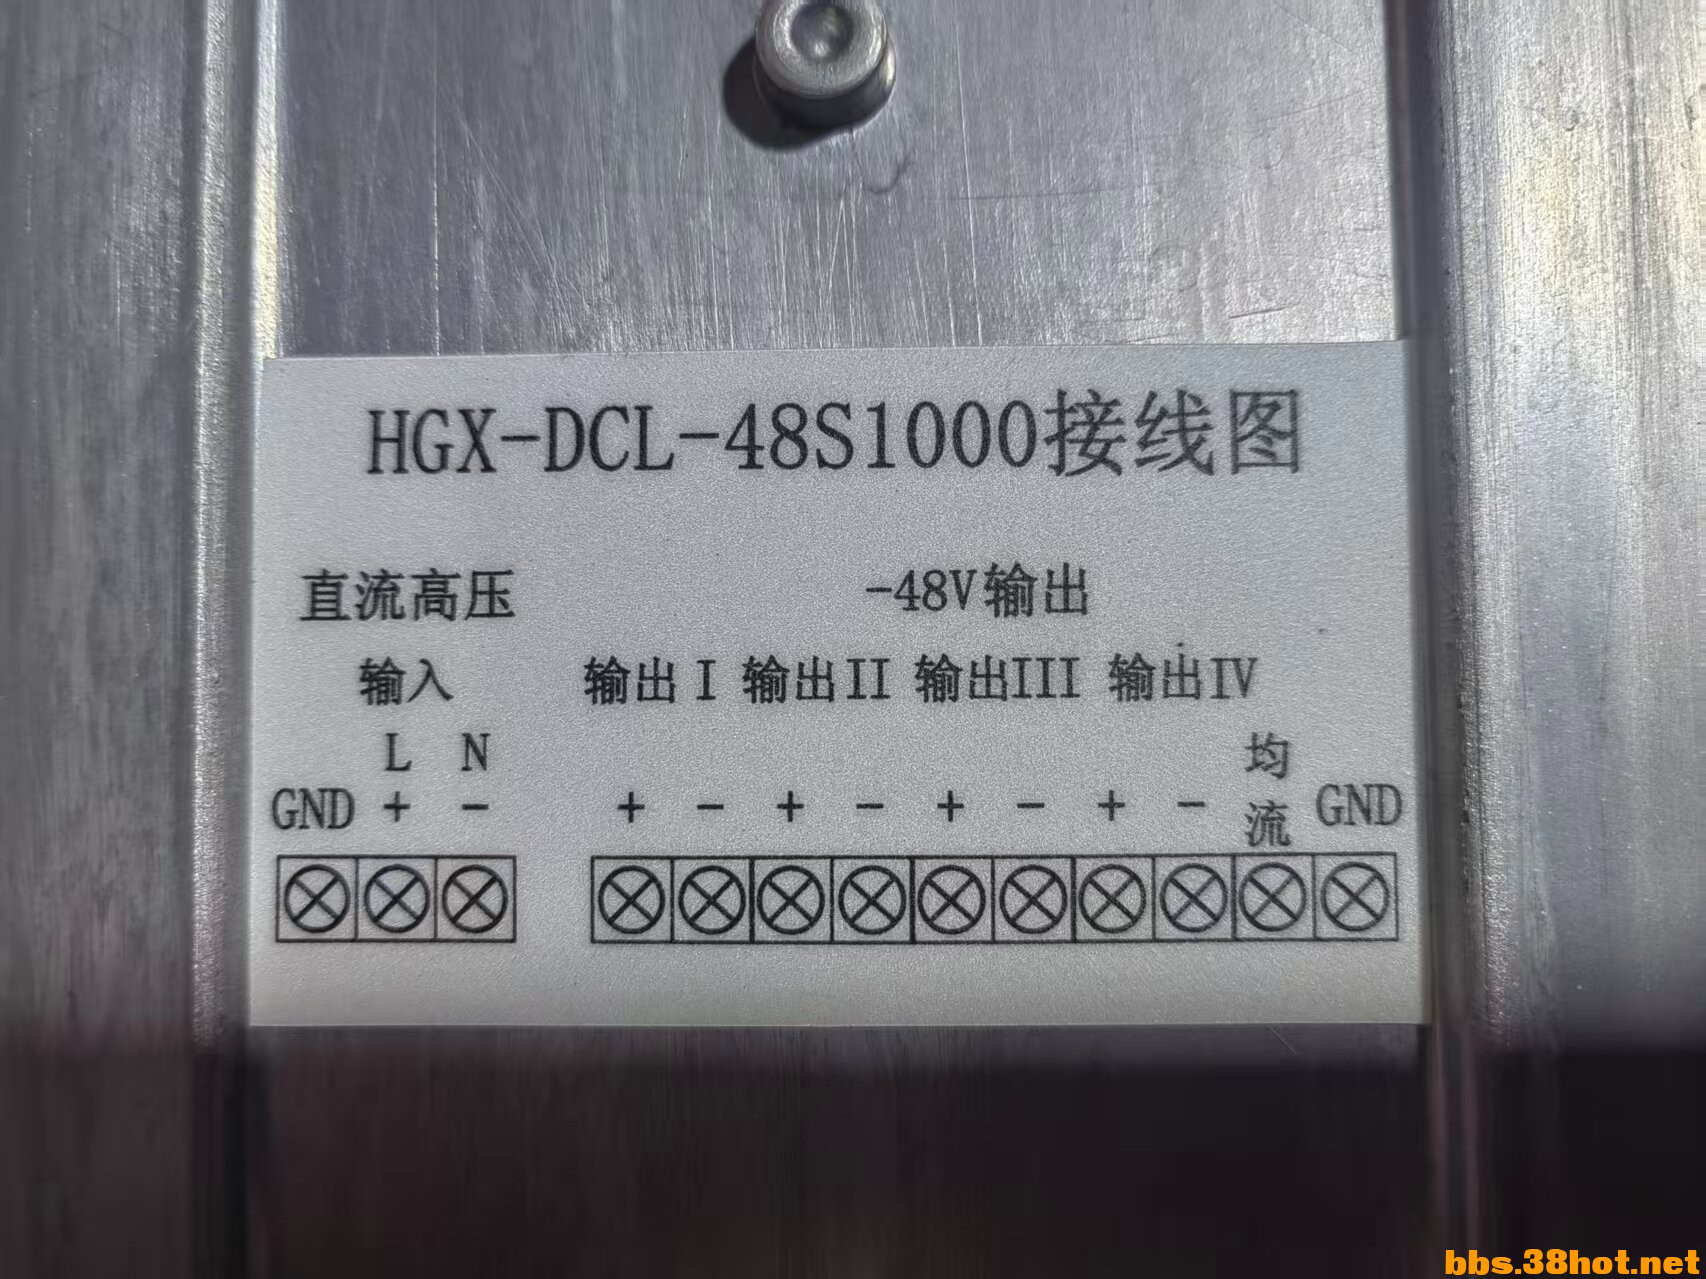 HGX-DCL-48S1000接线图
直流高压
-48V输出
输入
输出 I 输出II 输出III 输出IV
L N
均
GND + -
+ - + - + - + -
流
GND
bbs.38hot.net